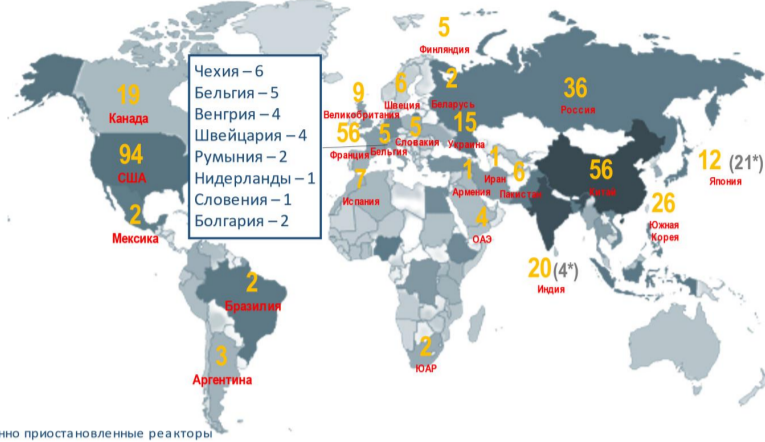 5
Финляндия
Чехия – 6
Бельгия – 5
Венгрия – 4
Швейцария – 4
Румыния – 2
Нидерланды – 1
Словения – 1
Болгария – 2
19
Канада
94
США
2
Мексика
2
Бразилия
3
Аргентина
9
Великобритания
6
Швеция
2
Беларусь
56
Франция
5
Бельгия
5
Словакия
15
Украина
7
Испания
1
Армения
1
Иран
6
Пакистан
4
ОАЭ
2
ЮАР
36
Россия
56
Китай
12 (21*)
Япония
26
Южная
Корея
20 (4*)
Индия
нно приостановленные реакторы